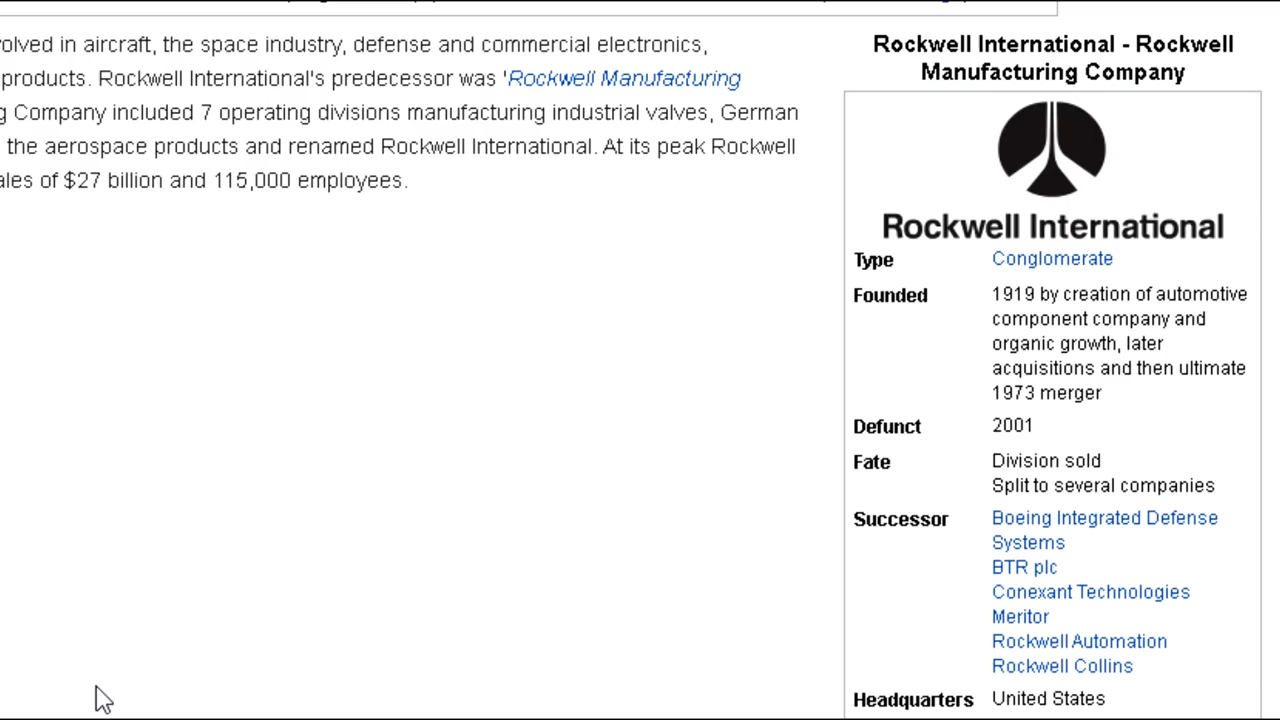 volved in aircraft, the space industry, defense and commercial electronics,
products. Rockwell International's predecessor was 'Rockwell Manufacturing
g Company included 7 operating divisions manufacturing industrial valves, German
the aerospace products and renamed Rockwell International. At its peak Rockwell
ales of $27 billion and 115,000 employees.
Rockwell International - Rockwell
Manufacturing Company
Rockwell International
Type Conglomerate
Founded 1919 by creation of automotive
component company and
organic growth, later
acquisitions and then ultimate
1973 merger
Defunct 2001
Fate Division sold
Split to several companies
Successor Boeing Integrated Defense
Systems
BTR plc
Conexant Technologies
Meritor
Rockwell Automation
Rockwell Collins
Headquarters United States